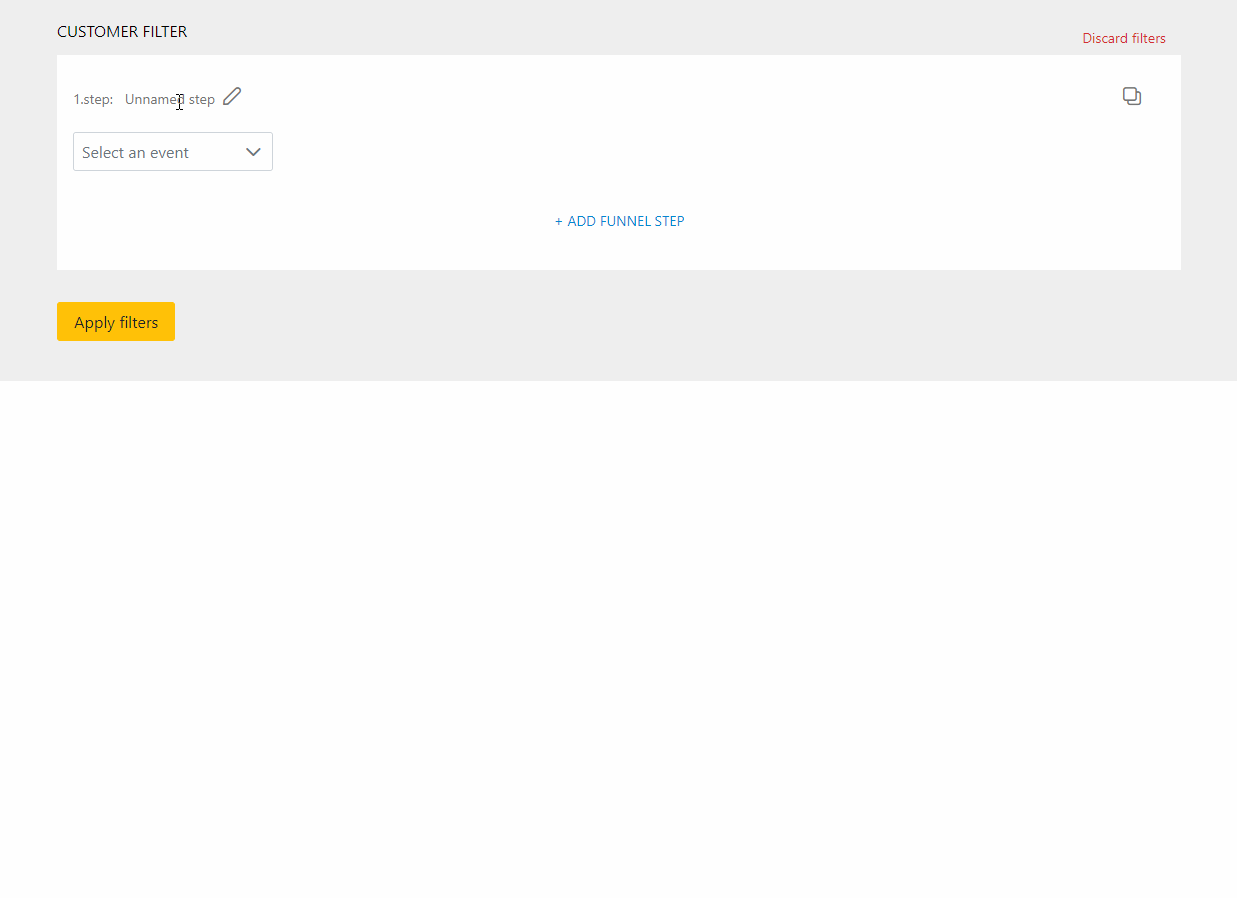 CUSTOMER FILTER
Discard filters
1.step: Unnamed step
Select an event
+ ADD FUNNEL STEP
Apply filters